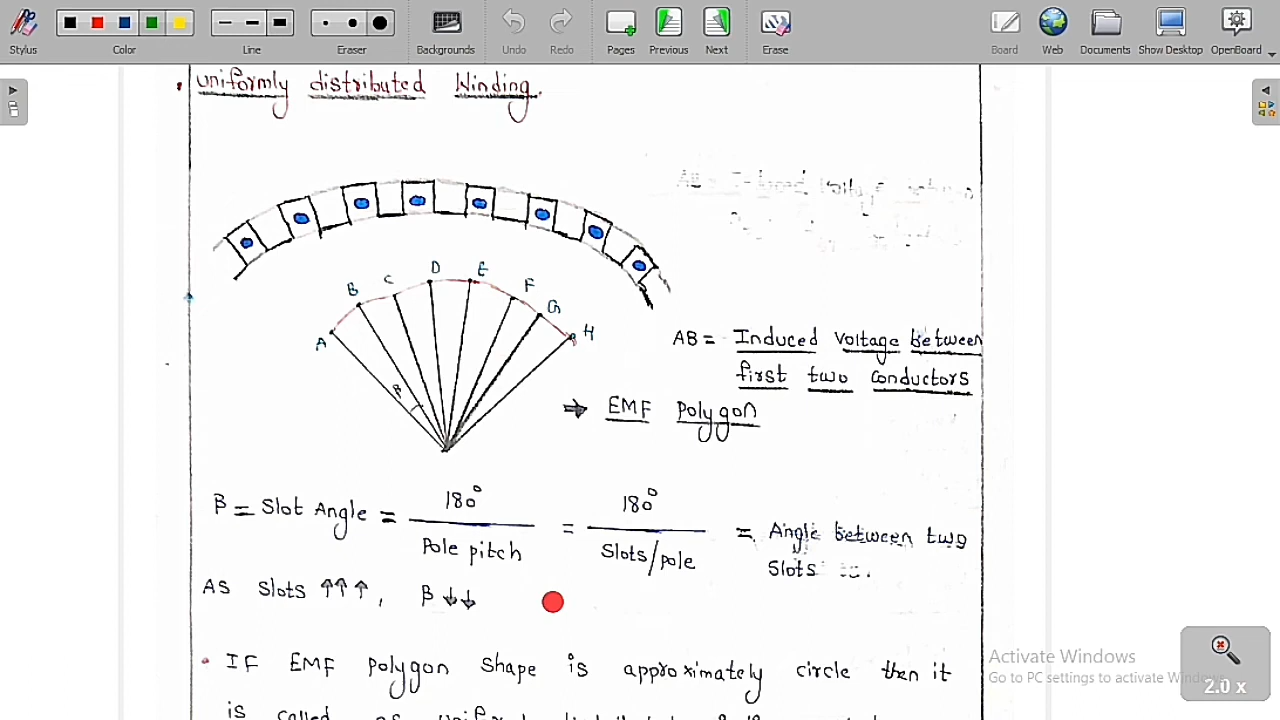 Stylus
Color
Line
Eraser
Backgrounds
Undo
Redo
Pages
Previous
Next
Erase
Board
Web
Documents
Show Desktop
OpenBoard
• uniformly distributed Winding.
A B C D E F G H
β
AB = Induced Voltage between
first two Conductors
⇒ EMF polygon
β = Slot Angle = 180° / Pole pitch = 180° / Slots/pole = Angle between two
Slots
As Slots ↑↑↑, β ↓↓
• IF EMF polygon Shape is approximately circle then it
is called as
Activate Windows
Go to PC settings to activate Windows.
2.0 x